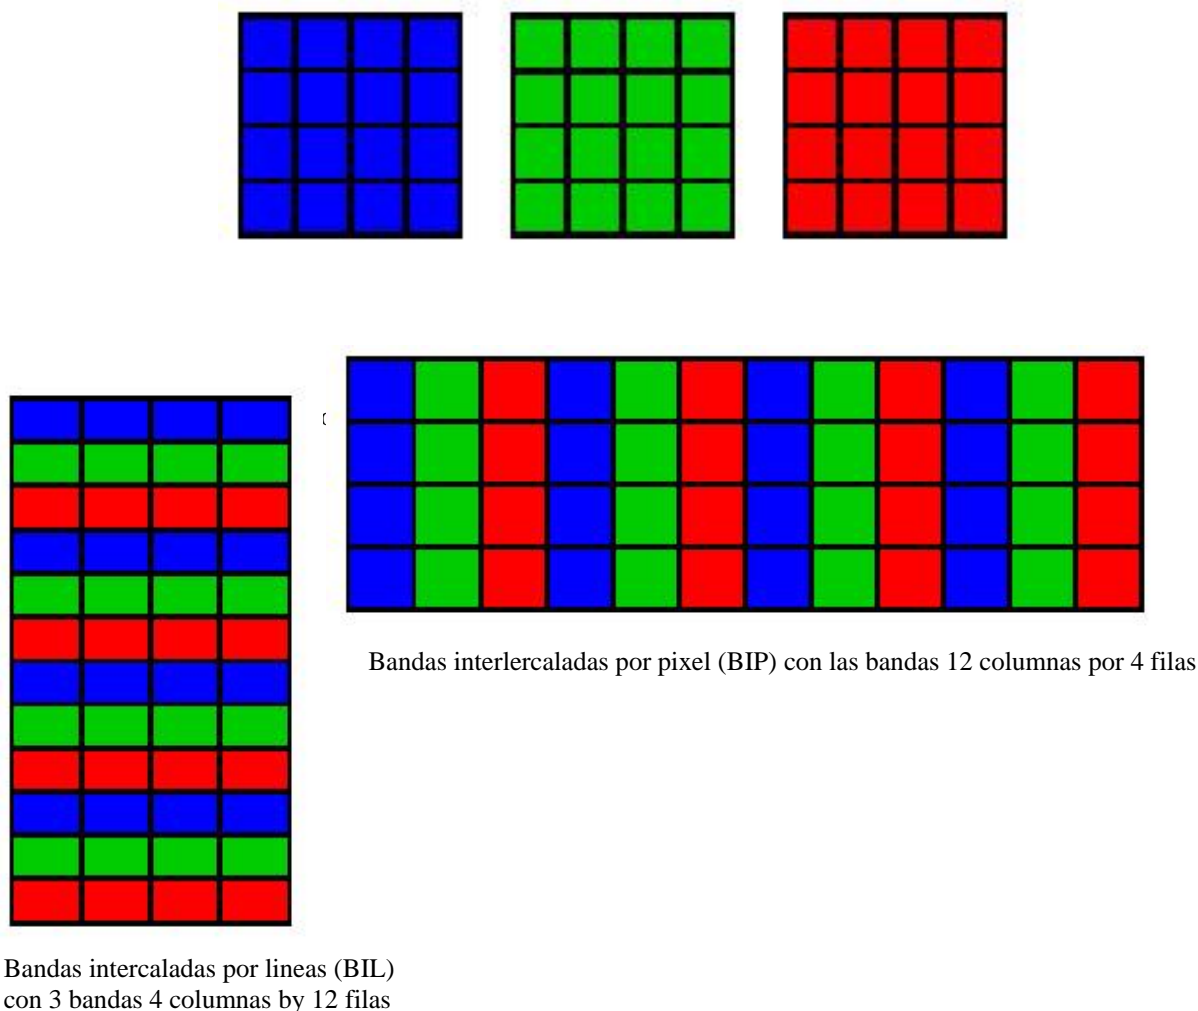 Bandas interlercaladas por pixel (BIP) con las bandas 12 columnas por 4 filas
Bandas intercaladas por lineas (BIL)
con 3 bandas 4 columnas by 12 filas